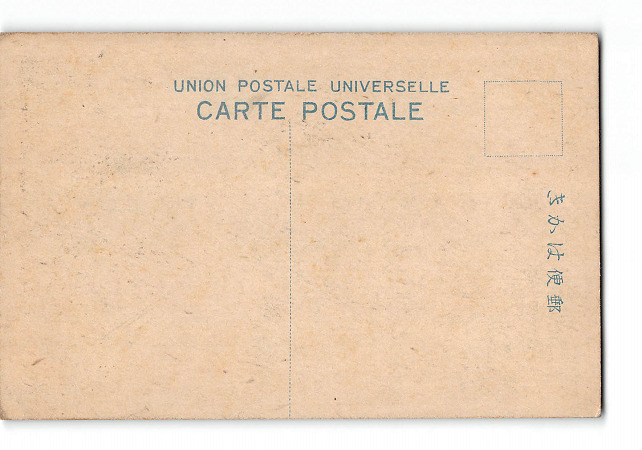 UNION POSTALE UNIVERSELLE
CARTE POSTALE
きかは便郵